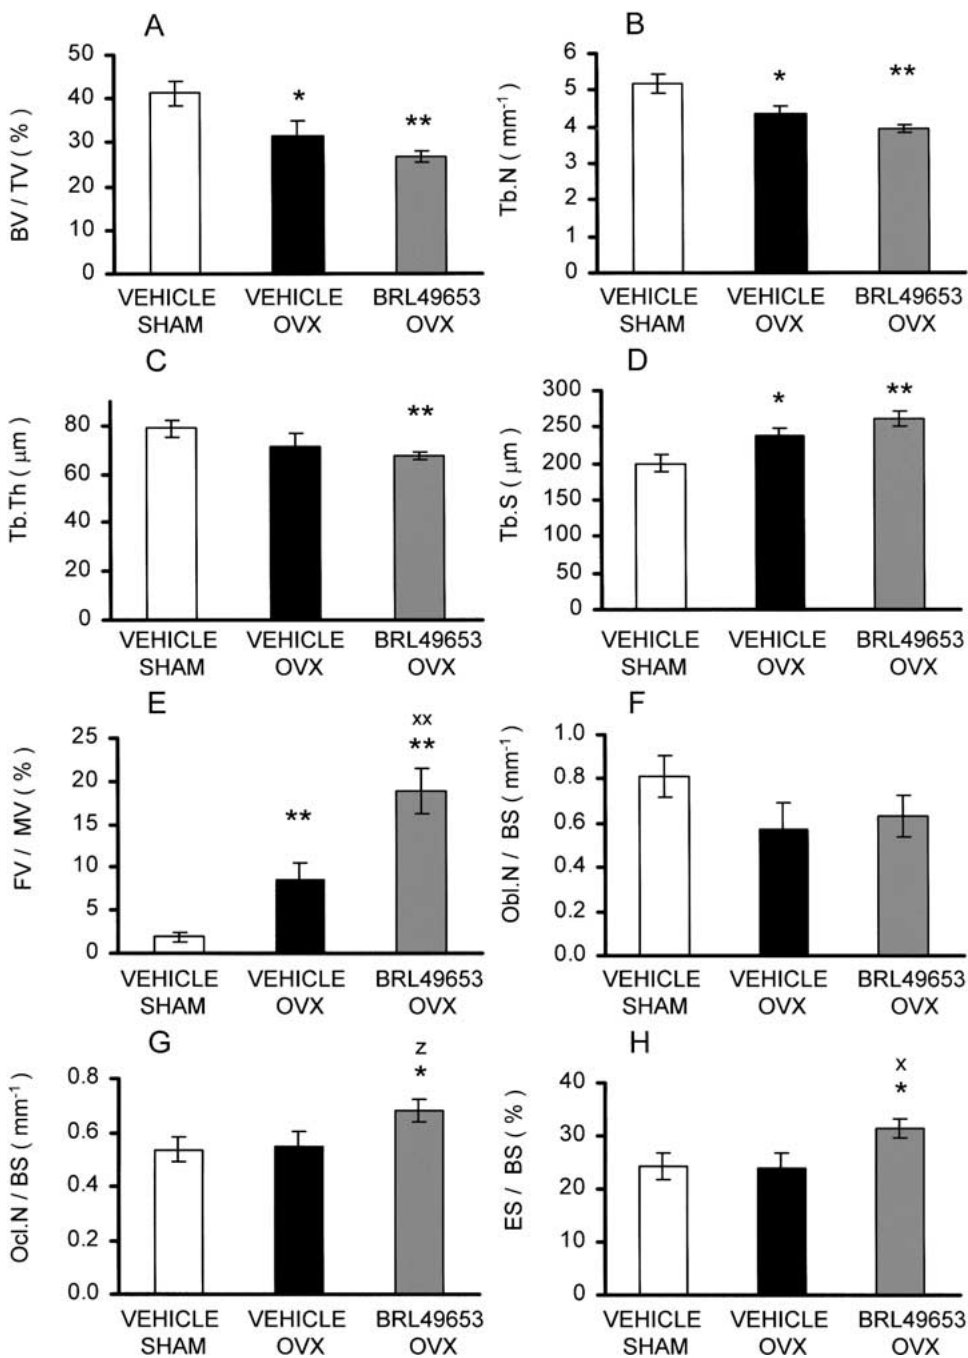 A
BV / TV ( % )
50
40
30
20
10
0
*
**
VEHICLE SHAM
VEHICLE OVX
BRL49653 OVX
B
Tb.N ( mm-1 )
6
5
4
3
2
1
0
*
**
VEHICLE SHAM
VEHICLE OVX
BRL49653 OVX
C
Tb.Th ( μm )
80
60
40
20
0
**
VEHICLE SHAM
VEHICLE OVX
BRL49653 OVX
D
Tb.S ( μm )
300
250
200
150
100
50
0
*
**
VEHICLE SHAM
VEHICLE OVX
BRL49653 OVX
E
FV / MV ( % )
25
20
15
10
5
0
**
xx
**
VEHICLE SHAM
VEHICLE OVX
BRL49653 OVX
F
Obl.N / BS ( mm-1 )
1.0
0.8
0.6
0.4
0.2
0.0
VEHICLE SHAM
VEHICLE OVX
BRL49653 OVX
G
Ocl.N / BS ( mm-1 )
0.8
0.6
0.4
0.2
0.0
z
*
VEHICLE SHAM
VEHICLE OVX
BRL49653 OVX
H
ES / BS ( % )
40
30
20
10
0
x
*
VEHICLE SHAM
VEHICLE OVX
BRL49653 OVX